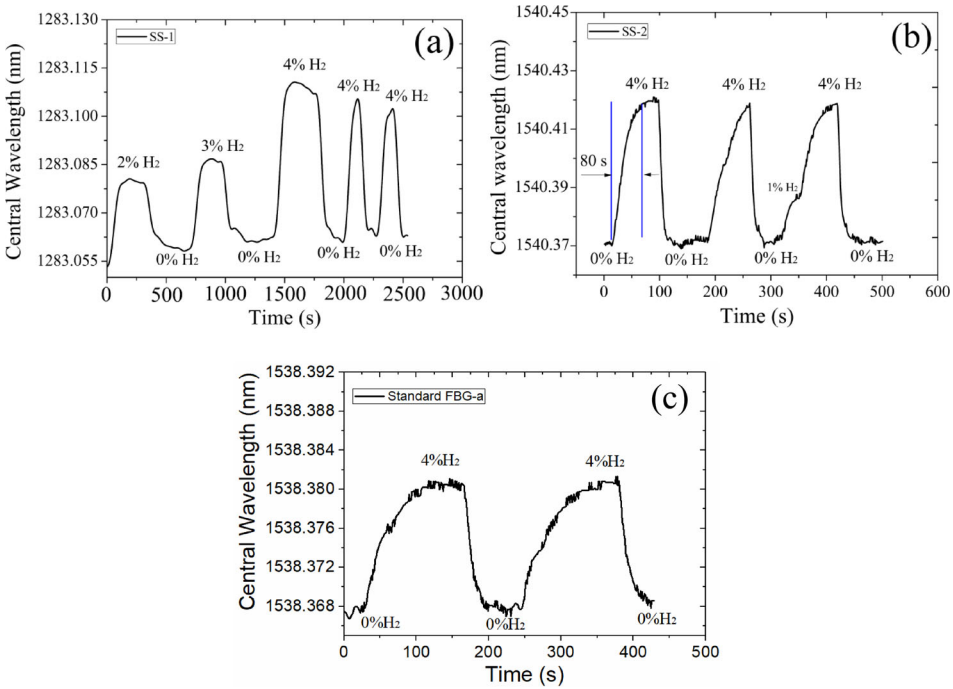 SS-1
(a)
Central Wavelength (nm)
1283.130
1283.115
1283.100
1283.085
1283.070
1283.055
2% H2
3% H2
4% H2
4% H2
4% H2
0% H2
0% H2
0% H2
0% H2
0 500 1000 1500 2000 2500 3000
Time (s)
SS-2
(b)
Central wavelength (nm)
1540.45
1540.43
1540.41
1540.39
1540.37
4% H2
4% H2
4% H2
80 s
1% H2
0% H2
0% H2
0% H2
0% H2
0 100 200 300 400 500 600
Time (s)
Standard FBG-a
(c)
Central Wavelength (nm)
1538.392
1538.388
1538.384
1538.380
1538.376
1538.372
1538.368
4%H2
4%H2
0%H2
0%H2
0%H2
0 100 200 300 400 500
Time (s)